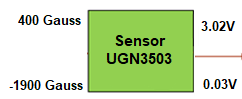 400 Gauss
3.02V
Sensor
UGN3503
-1900 Gauss
0.03V